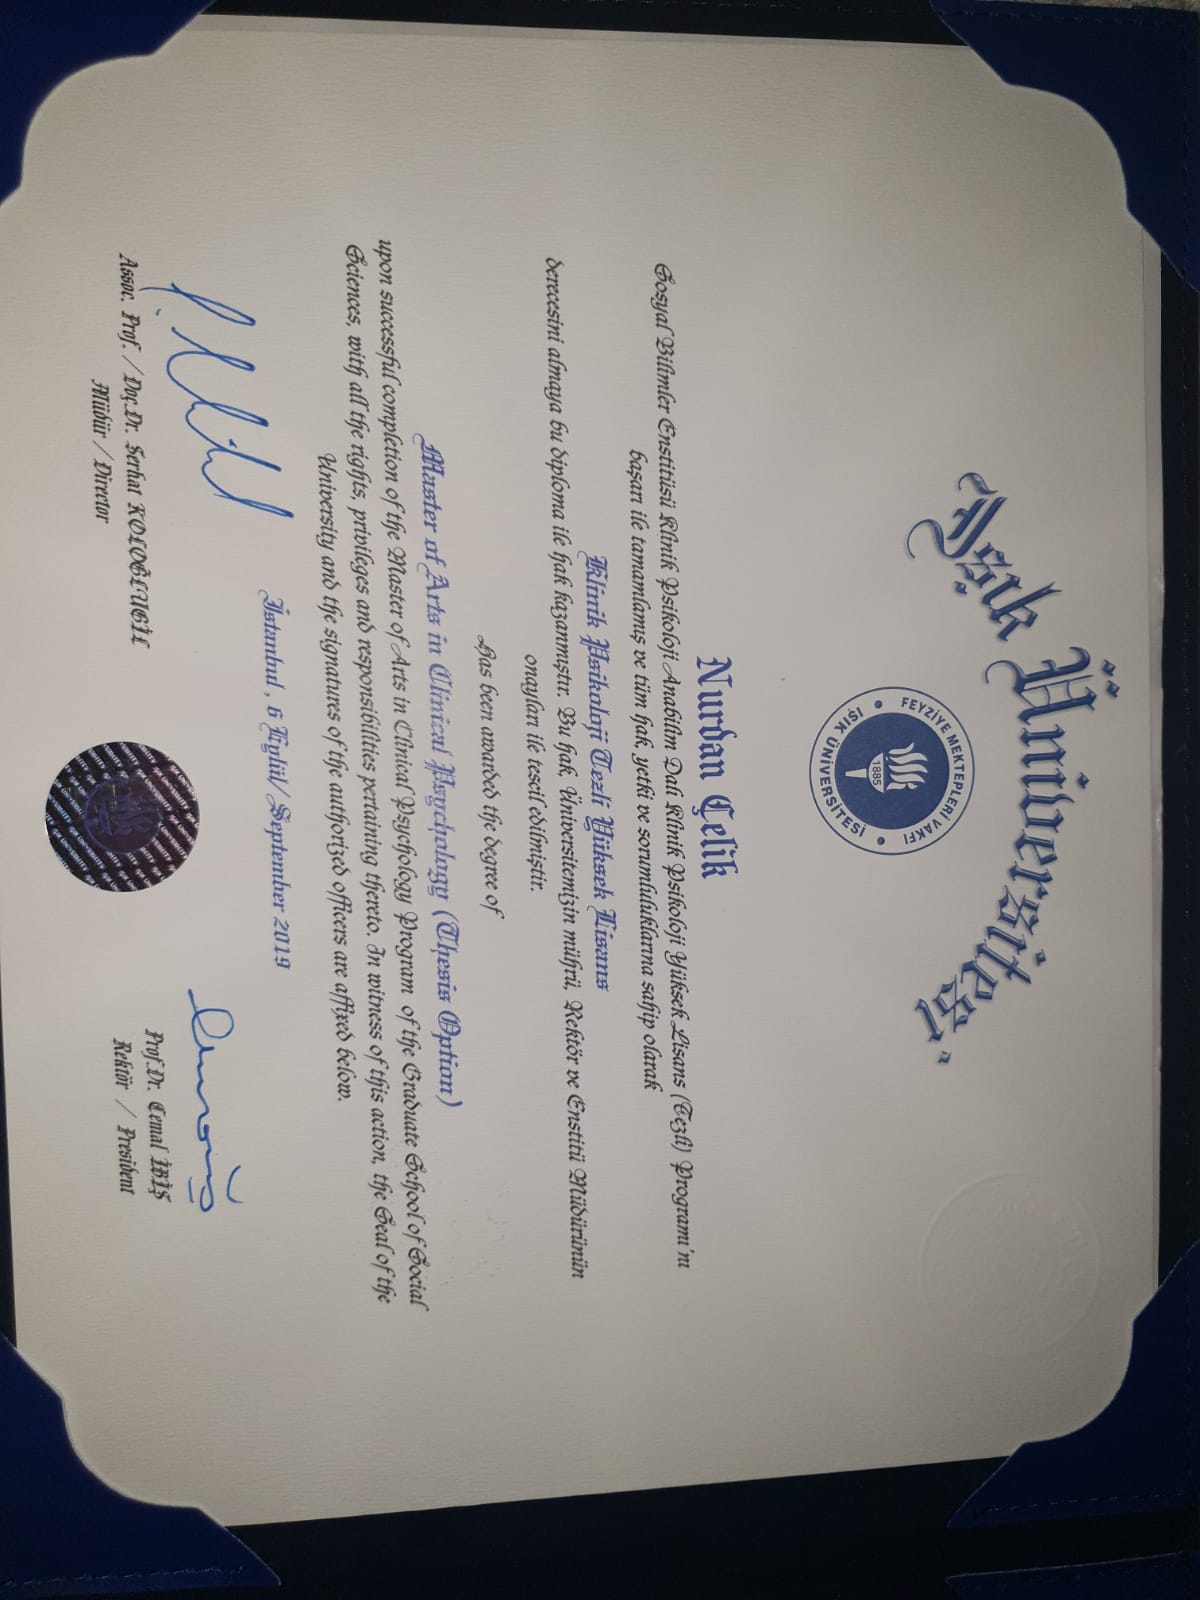 Işık Üniversitesi
FEYZİYE MEKTEPLERİ VAKFI
1885
IŞIK ÜNİVERSİTESİ
Nurdan Çelik
Sosyal Bilimler Enstitüsü Klinik Psikoloji Anabilim Dalı Klinik Psikoloji Yüksek Lisans (Tezli) Programı'nı
başarı ile tamamlamış ve tüm hak, yetki ve sorumluluklarına sahip olarak
Klinik Psikoloji Tezli Yüksek Lisans
derecesini almaya bu diploma ile hak kazanmıştır. Bu hak, Üniversitemizin mührü, Rektör ve Enstitü Müdürünün
onayları ile tescil edilmiştir.
Has been awarded the degree of
Master of Arts in Clinical Psychology (Thesis Option)
upon successful completion of the Master of Arts in Clinical Psychology Program of the Graduate School of Social
Sciences, with all the rights, privileges and responsibilities pertaining thereto. In witness of this action, the Seal of the
University and the signatures of the authorized officers are affixed below.
İstanbul, 6 Eylül/September 2019
Assoc. Prof. / Doç.Dr. Serhat KOLOĞLUGİL
Müdür / Director
Prof.Dr. Cemal İBİŞ
Rektör / President